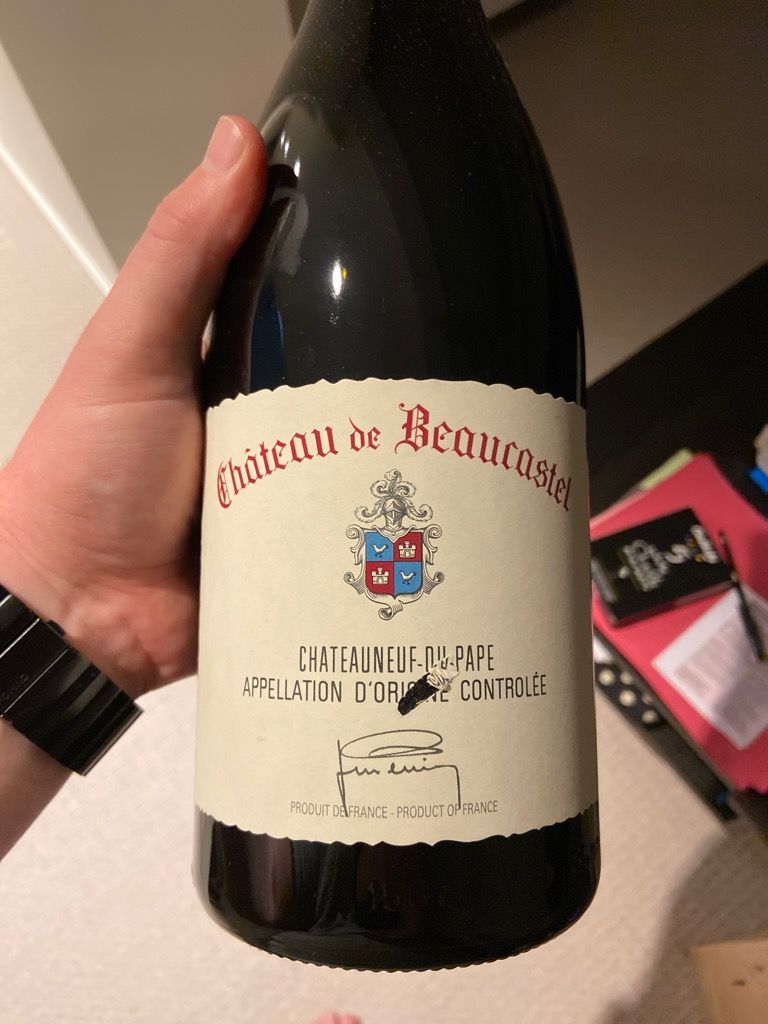 Château de Beaucastel
CHATEAUNEUF-DU-PAPE
APPELLATION D'ORIGINE CONTROLÉE
PRODUIT DE FRANCE - PRODUCT OF FRANCE